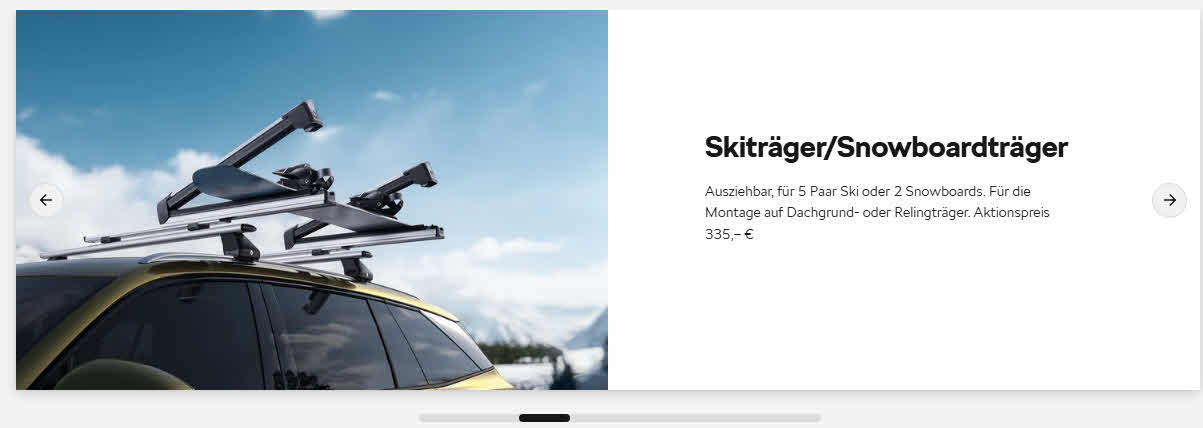 Skiträger/Snowboardträger
Ausziehbar, für 5 Paar Ski oder 2 Snowboards. Für die
Montage auf Dachgrund- oder Relingträger. Aktionspreis
335,– €